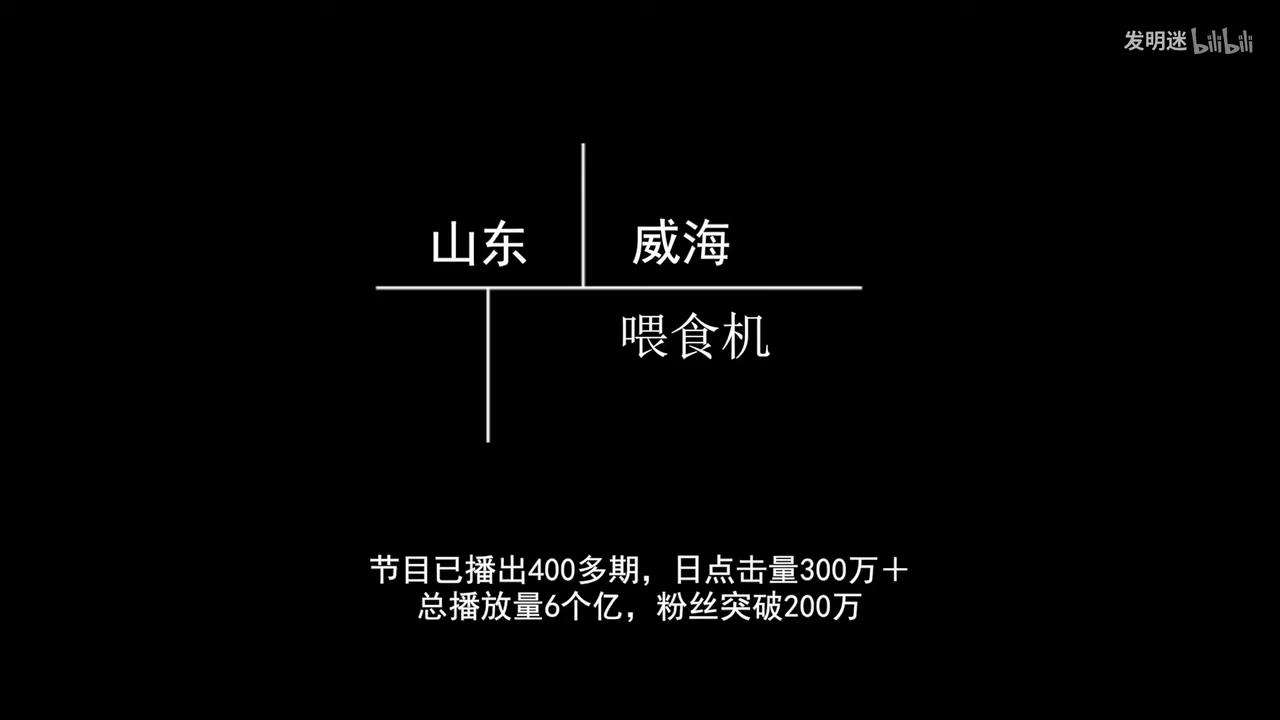 发明迷 bilibili
山东 威海
喂食机
节目已播出400多期，日点击量300万＋
总播放量6个亿，粉丝突破200万